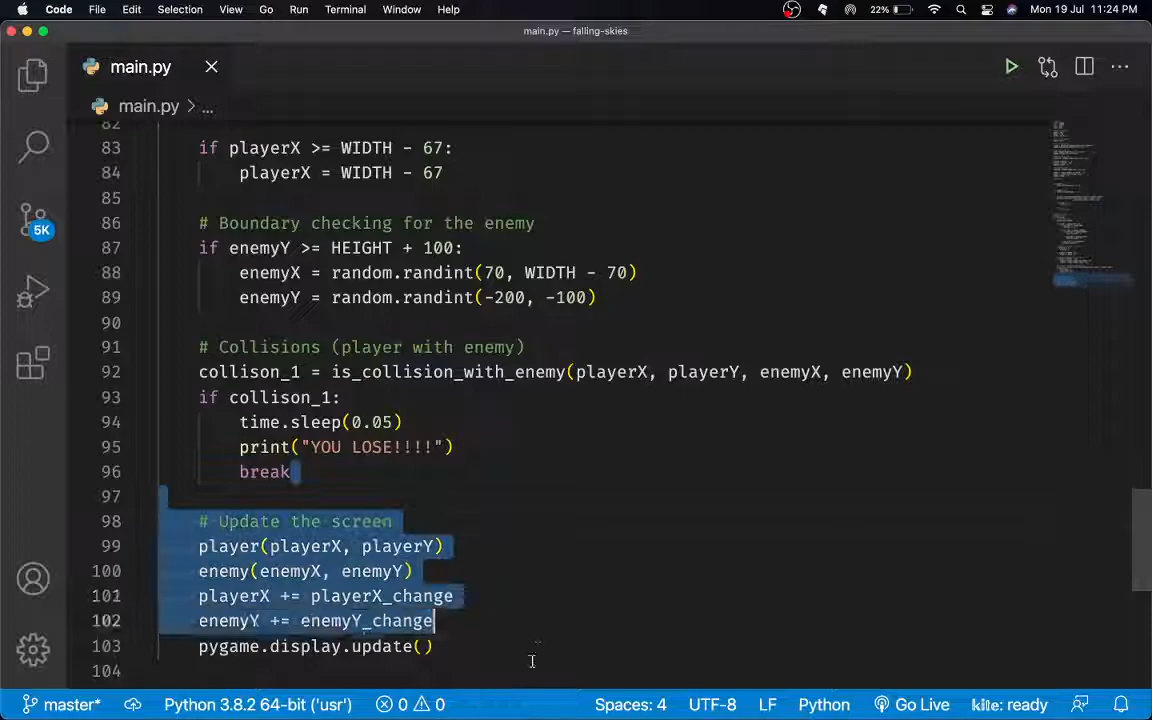 Code File Edit Selection View Go Run Terminal Window Help 22% Mon 19 Jul 11:24 PM
main.py — falling-skies
main.py
main.py > ...
82
83 if playerX >= WIDTH - 67:
84 playerX = WIDTH - 67
85
86 # Boundary checking for the enemy
87 if enemyY >= HEIGHT + 100:
88 enemyX = random.randint(70, WIDTH - 70)
89 enemyY = random.randint(-200, -100)
90
91 # Collisions (player with enemy)
92 collison_1 = is_collision_with_enemy(playerX, playerY, enemyX, enemyY)
93 if collison_1:
94 time.sleep(0.05)
95 print("YOU LOSE!!!!")
96 break
97
98 # Update the screen
99 player(playerX, playerY)
100 enemy(enemyX, enemyY)
101 playerX += playerX_change
102 enemyY += enemyY_change
103 pygame.display.update()
104
5K
master* Python 3.8.2 64-bit ('usr') 0 0 Spaces: 4 UTF-8 LF Python Go Live kite: ready